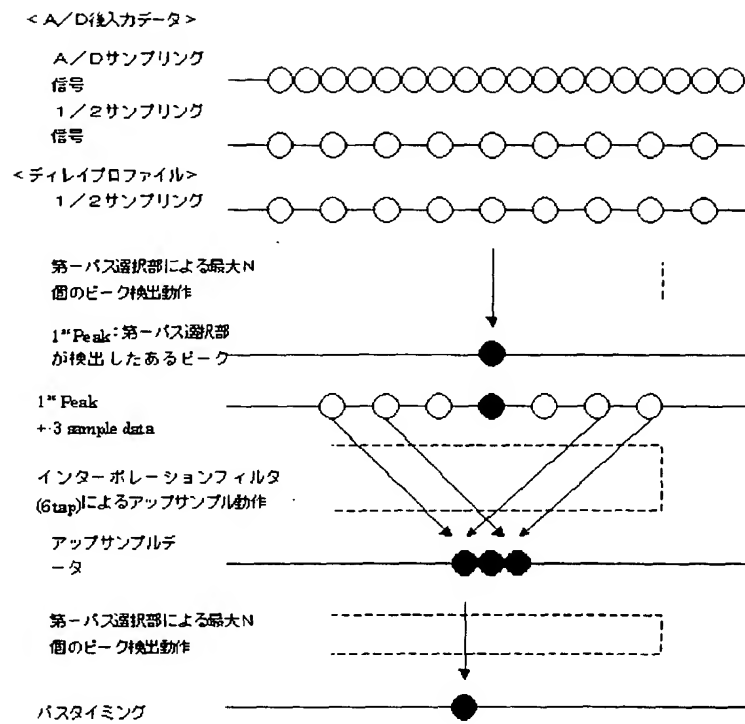 <A/D後入力データ>
A/Dサンプリング
信号
1/2サンプリング
信号
<ディレイプロファイル>
1/2サンプリング
第一パス選択部による最大N
個のピーク検出動作
1st Peak:第一パス選択部
が検出したあるピーク
1st Peak
+-3 sample data
インターポレーションフィルタ
(6tap)によるアップサンプル動作
アップサンプルデ
ータ
第一パス選択部による最大N
個のピーク検出動作
パスタイミング